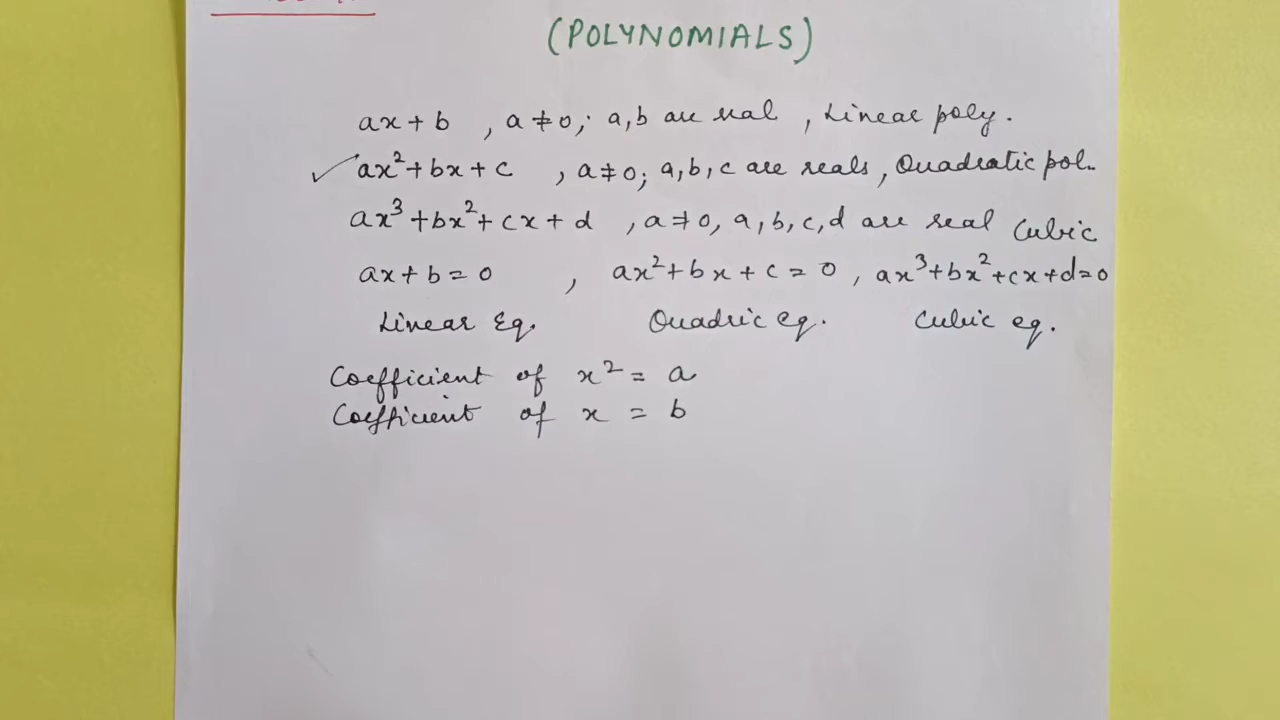 (POLYNOMIALS)
ax + b , a ≠ 0; a, b are real , Linear poly.
ax² + bx + c , a ≠ 0; a, b, c are reals, Quadratic pol..
ax³ + bx² + cx + d , a ≠ 0, a, b, c, d are real Cubic
ax + b = 0 , ax² + bx + c = 0 , ax³ + bx² + cx + d = 0
Linear Eq. Quadric eq. Cubic eq.
Coefficient of x² = a
Coefficient of x = b